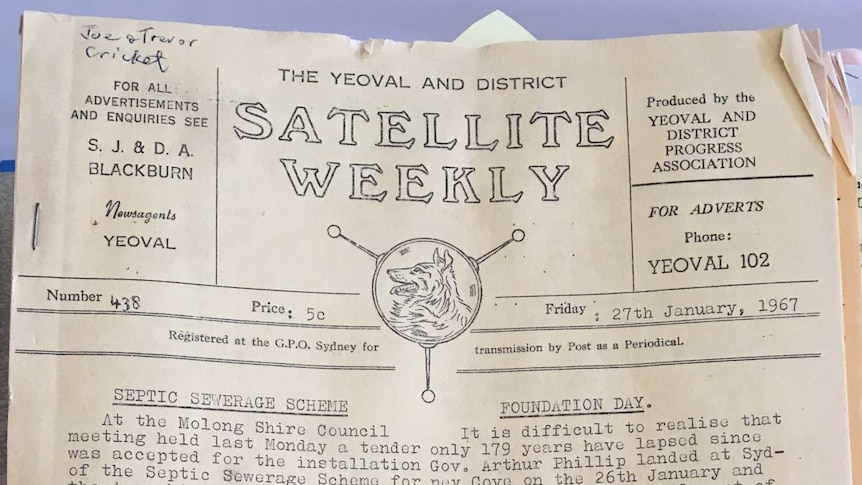 Joe & Trevor
Cricket
FOR ALL
ADVERTISEMENTS
AND ENQUIRIES SEE
S. J. & D. A.
BLACKBURN
Newsagents
YEOVAL
THE YEOVAL AND DISTRICT
SATELLITE
WEEKLY
Produced by the
YEOVAL AND
DISTRICT
PROGRESS
ASSOCIATION
FOR ADVERTS
Phone:
YEOVAL 102
Number 438
Price: 5c
Friday : 27th January, 1967
Registered at the G.P.O. Sydney for transmission by Post as a Periodical.
SEPTIC SEWERAGE SCHEME
At the Molong Shire Council
meeting held last Monday a tender
was accepted for the installation
of the Septic Sewerage Scheme for
FOUNDATION DAY.
It is difficult to realise that
only 179 years have lapsed since
Gov. Arthur Phillip landed at Syd-
ney Cove on the 26th January and